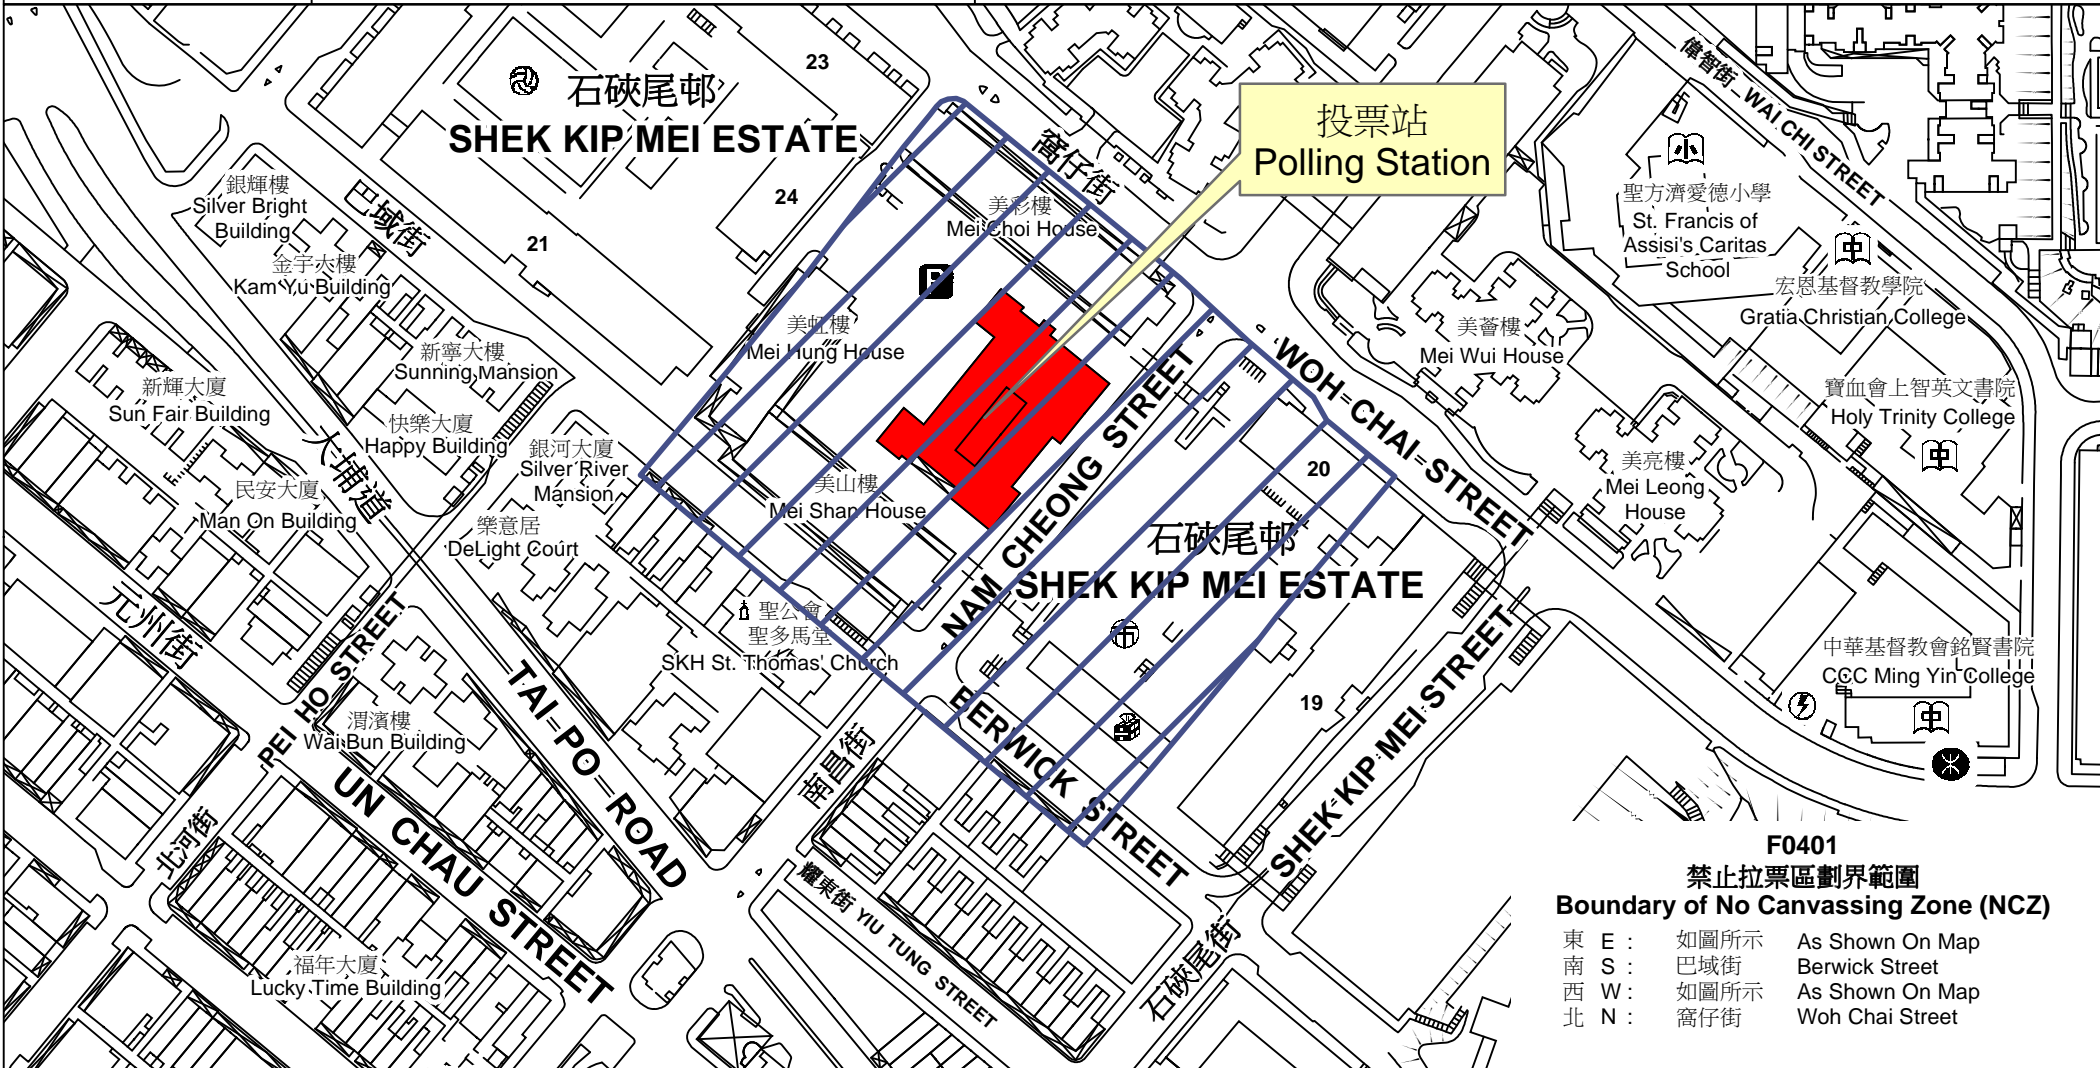 23
石硤尾邨
SHEK KIP MEI ESTATE
24
21
窩仔街
投票站
Polling Station
偉智街 WAI CHI STREET
小
聖方濟愛德小學
St. Francis of
Assisi's Caritas
School
中
宏恩基督教學院
Gratia Christian College
銀輝樓
Silver Bright
Building
巴域街
金宇大樓
Kam Yu Building
美彩樓
Mei Choi House
P
美虹樓
Mei Hung House
美薈樓
Mei Wui House
新寧大樓
Sunning Mansion
新輝大廈
Sun Fair Building
快樂大廈
Happy Building
寶血會上智英文書院
Holy Trinity College
中
WOH CHAI STREET
銀河大廈
Silver River
Mansion
大埔道
民安大廈
Man On Building
美山樓
Mei Shan House
20
美亮樓
Mei Leong
House
樂意居
DeLight Court
NAM CHEONG STREET
石硤尾邨
SHEK KIP MEI ESTATE
元州街
PEI HO STREET
聖公會
聖多馬堂
SKH St. Thomas' Church
市
中華基督教會銘賢書院
CCC Ming Yin College
中
渭濱樓
Wai Bun Building
TAI PO ROAD
南昌街
BERWICK STREET
19
SHEK KIP MEI STREET
UN CHAU STREET
北河街
耀東街 YIU TUNG STREET
石硤尾街
福年大廈
Lucky Time Building
F0401
禁止拉票區劃界範圍
Boundary of No Canvassing Zone (NCZ)
東 E : 如圖所示 As Shown On Map
南 S : 巴域街 Berwick Street
西 W : 如圖所示 As Shown On Map
北 N : 窩仔街 Woh Chai Street